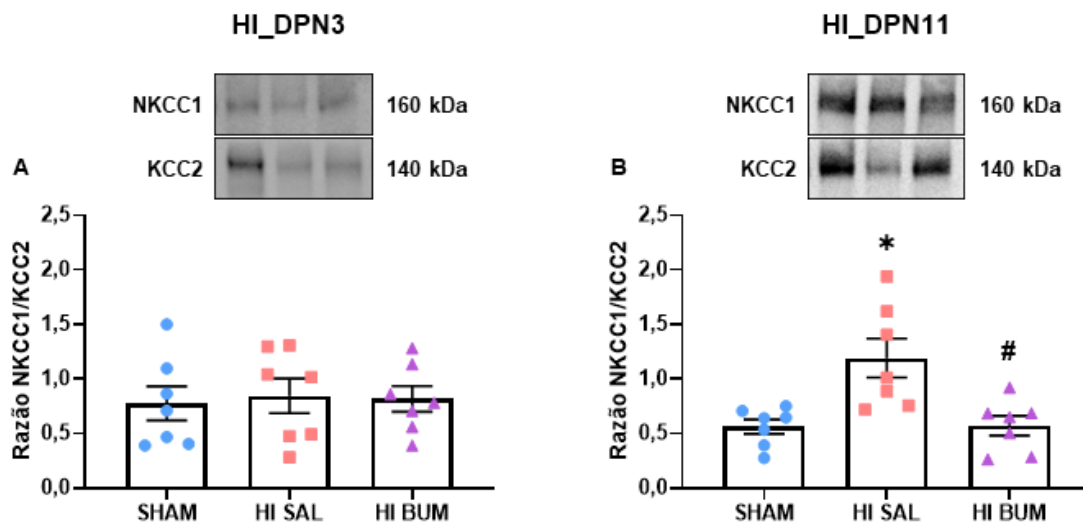 HI_DPN3
NKCC1 160 kDa
KCC2 140 kDa
A
Razão NKCC1/KCC2
2,5
2,0
1,5
1,0
0,5
0,0
SHAM HI SAL HI BUM
HI_DPN11
NKCC1 160 kDa
KCC2 140 kDa
B
Razão NKCC1/KCC2
2,5
2,0
1,5
1,0
0,5
0,0
*
#
SHAM HI SAL HI BUM